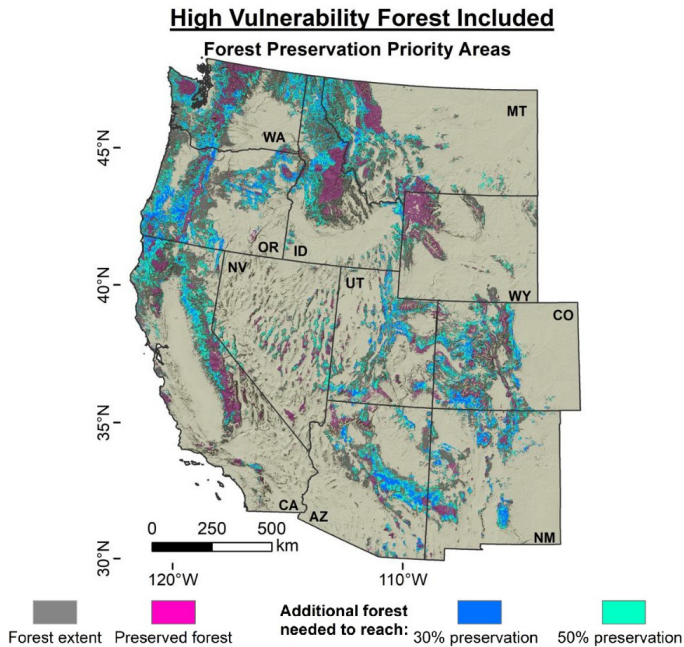 High Vulnerability Forest Included
Forest Preservation Priority Areas
MT
WA
45°N
OR
ID
NV
UT
WY
40°N
CO
35°N
CA
AZ
NM
0 250 500
km
30°N
120°W 110°W
Forest extent
Preserved forest
Additional forest
needed to reach:
30% preservation
50% preservation